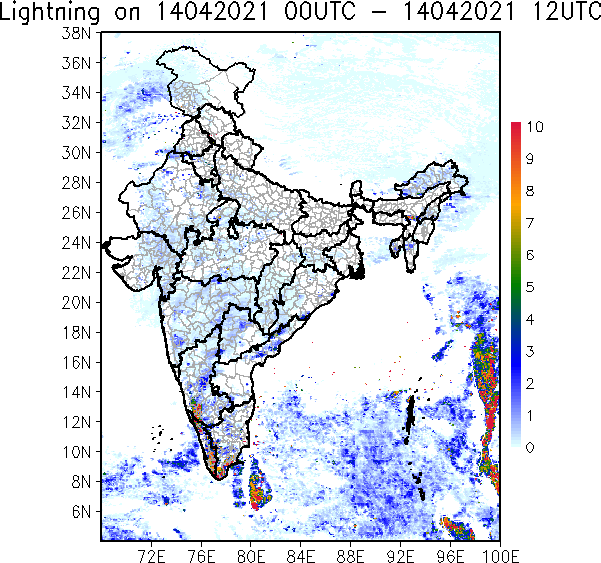 Lightning on 14042021 00UTC – 14042021 12UTC
38N
36N
34N
32N
30N
28N
26N
24N
22N
20N
18N
16N
14N
12N
10N
8N
6N
72E 76E 80E 84E 88E 92E 96E 100E
10
9
8
7
6
5
4
3
2
1
0